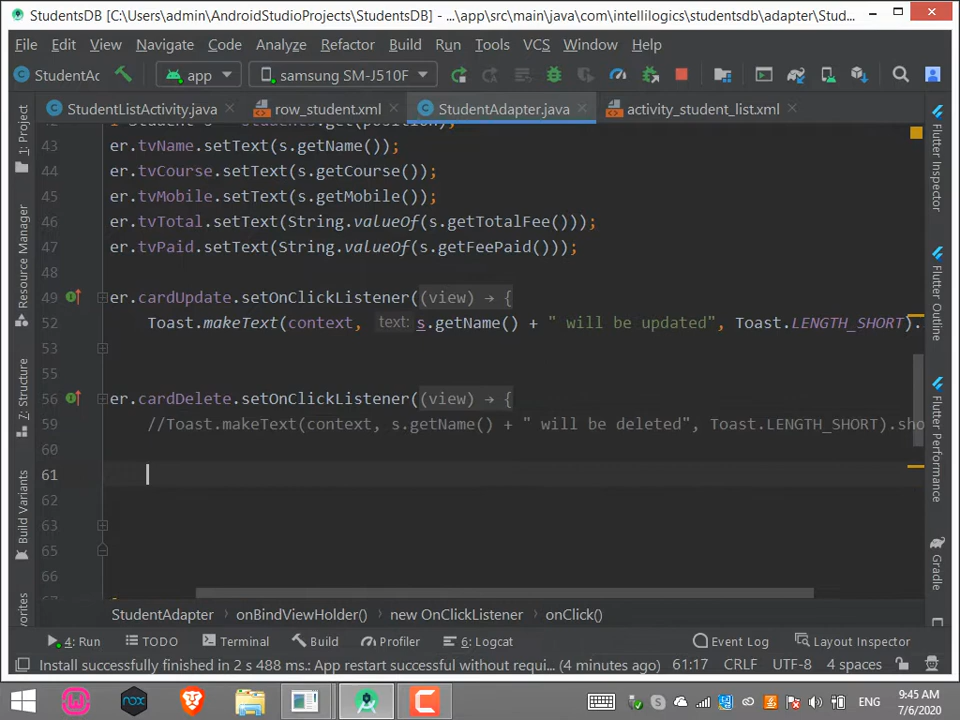 StudentsDB [C:\Users\admin\AndroidStudioProjects\StudentsDB] - ...\app\src\main\java\com\intellilogics\studentsdb\adapter\Stud...
File Edit View Navigate Code Analyze Refactor Build Run Tools VCS Window Help
StudentAc app samsung SM-J510F
StudentListActivity.java row_student.xml StudentAdapter.java activity_student_list.xml
43 er.tvName.setText(s.getName());
44 er.tvCourse.setText(s.getCourse());
45 er.tvMobile.setText(s.getMobile());
46 er.tvTotal.setText(String.valueOf(s.getTotalFee()));
47 er.tvPaid.setText(String.valueOf(s.getFeePaid()));
48
49 er.cardUpdate.setOnClickListener((view) → {
52 Toast.makeText(context, text: s.getName() + " will be updated", Toast.LENGTH_SHORT).
53
55
56 er.cardDelete.setOnClickListener((view) → {
59 //Toast.makeText(context, s.getName() + " will be deleted", Toast.LENGTH_SHORT).sho
60
61
62
63
65
66
1: Project
Resource Manager
7: Structure
Build Variants
Flutter Inspector
Flutter Outline
Flutter Performance
Gradle
StudentAdapter onBindViewHolder() new OnClickListener onClick()
4: Run TODO Terminal Build Profiler 6: Logcat Event Log Layout Inspector
Install successfully finished in 2 s 488 ms.: App restart successful without requi... (4 minutes ago) 61:17 CRLF UTF-8 4 spaces
nox ENG 9:45 AM
7/6/2020